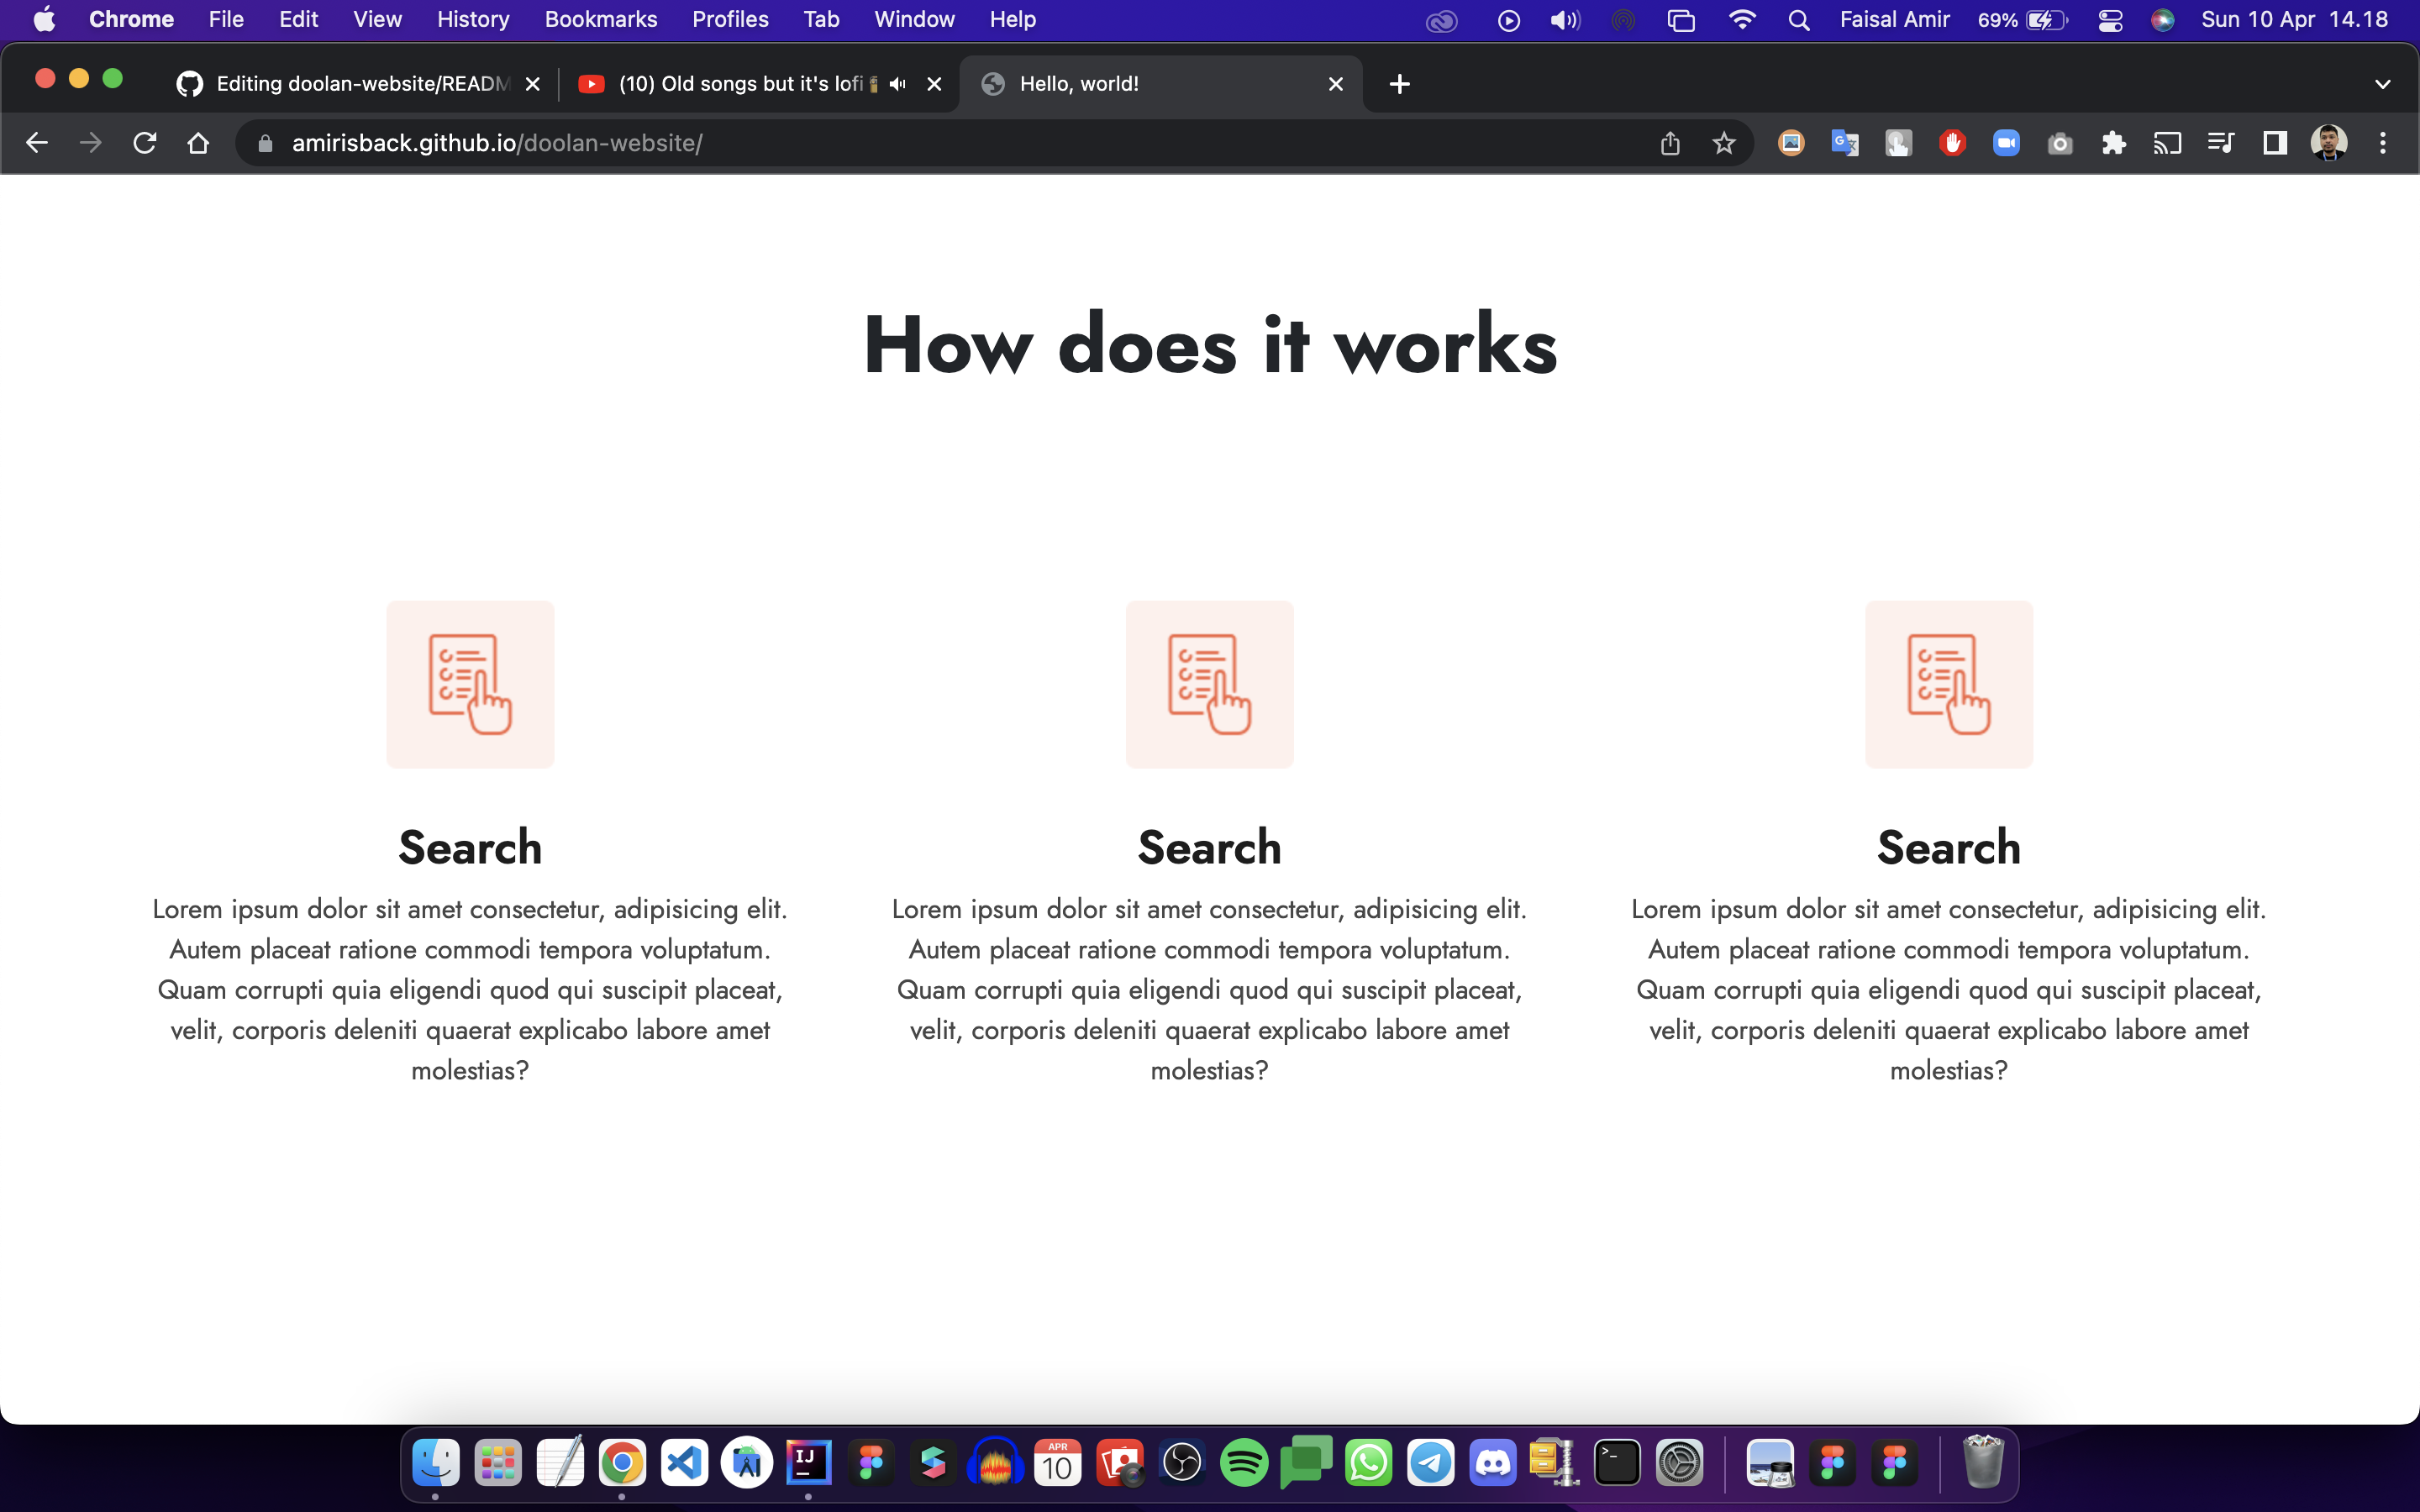 Chrome File Edit View History Bookmarks Profiles Tab Window Help Faisal Amir 69% Sun 10 Apr 14.18
Editing doolan-website/READM (10) Old songs but it's lofi Hello, world!
amirisback.github.io/doolan-website/
How does it works
Search
Lorem ipsum dolor sit amet consectetur, adipisicing elit.
Autem placeat ratione commodi tempora voluptatum.
Quam corrupti quia eligendi quod qui suscipit placeat,
velit, corporis deleniti quaerat explicabo labore amet
molestias?
Search
Lorem ipsum dolor sit amet consectetur, adipisicing elit.
Autem placeat ratione commodi tempora voluptatum.
Quam corrupti quia eligendi quod qui suscipit placeat,
velit, corporis deleniti quaerat explicabo labore amet
molestias?
Search
Lorem ipsum dolor sit amet consectetur, adipisicing elit.
Autem placeat ratione commodi tempora voluptatum.
Quam corrupti quia eligendi quod qui suscipit placeat,
velit, corporis deleniti quaerat explicabo labore amet
molestias?
IJ
APR
10